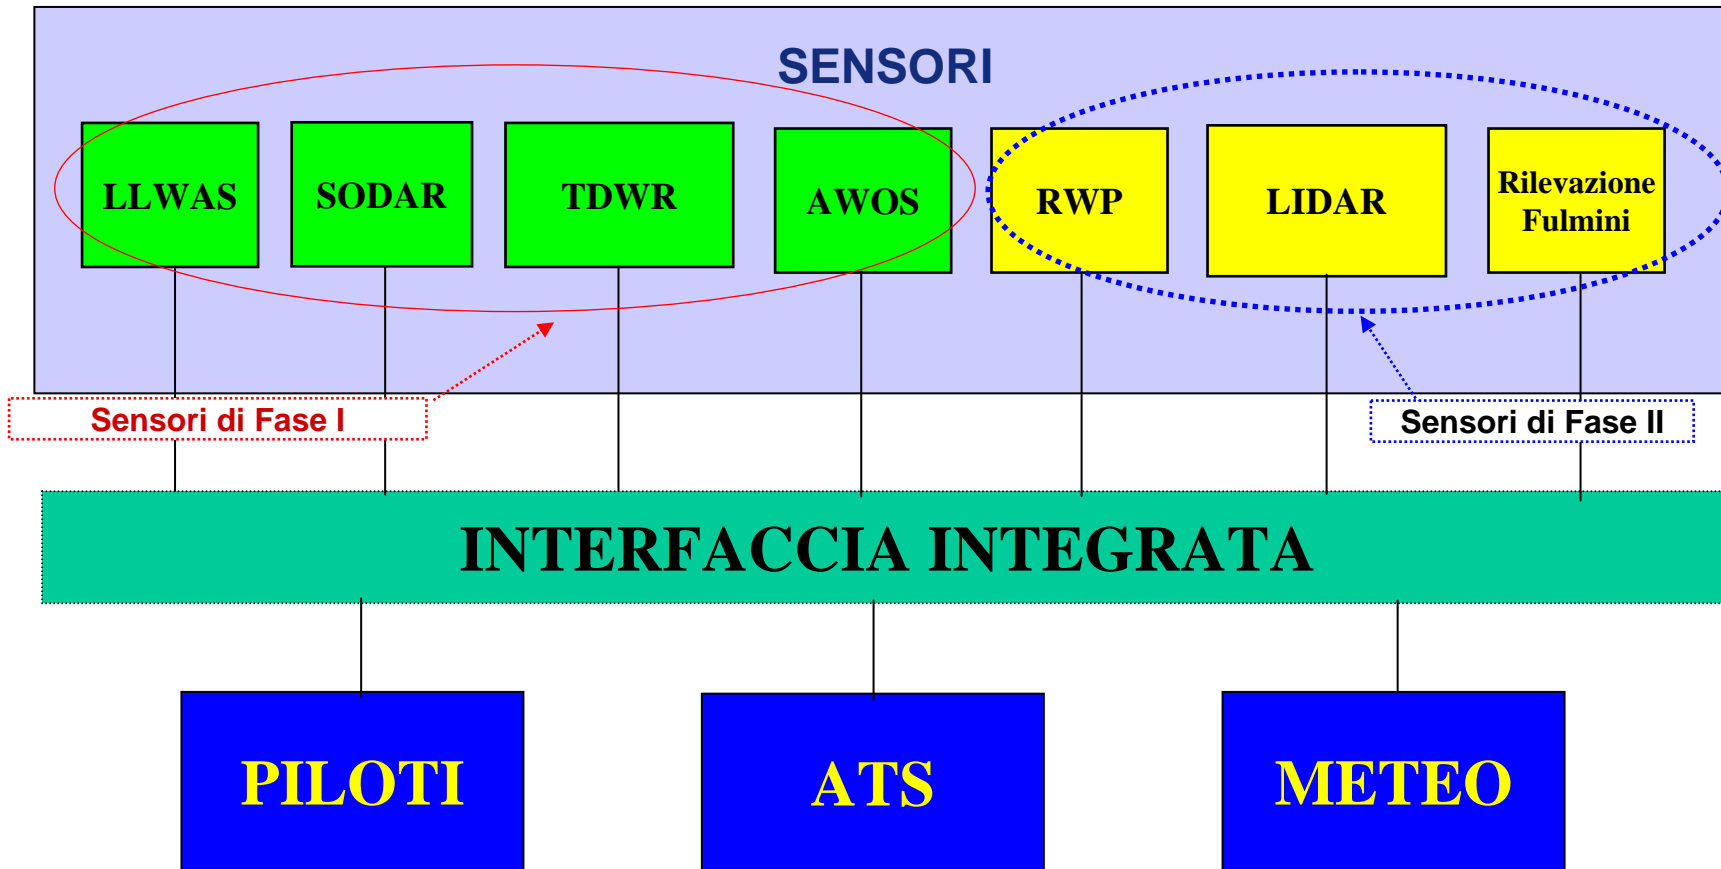 SENSORI
LLWAS
SODAR
TDWR
AWOS
RWP
LIDAR
Rilevazione
Fulmini
Sensori di Fase I
Sensori di Fase II
INTERFACCIA INTEGRATA
PILOTI
ATS
METEO